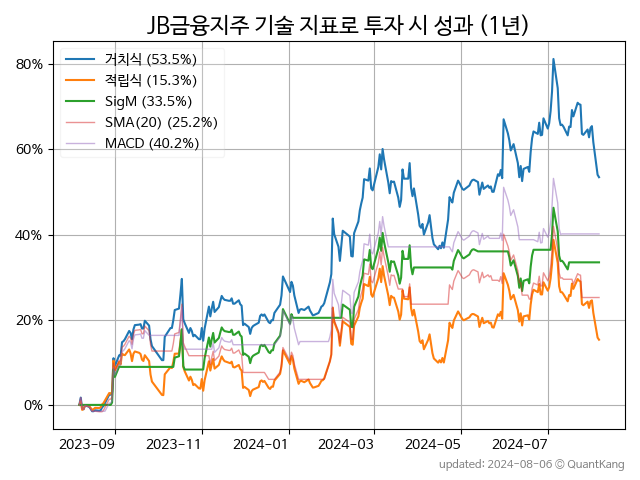 JB금융지주 기술 지표로 투자 시 성과 (1년)
거치식 (53.5%)
적립식 (15.3%)
SigM (33.5%)
SMA(20) (25.2%)
MACD (40.2%)
80%
60%
40%
20%
0%
2023-09 2023-11 2024-01 2024-03 2024-05 2024-07
updated: 2024-08-06 © QuantKang